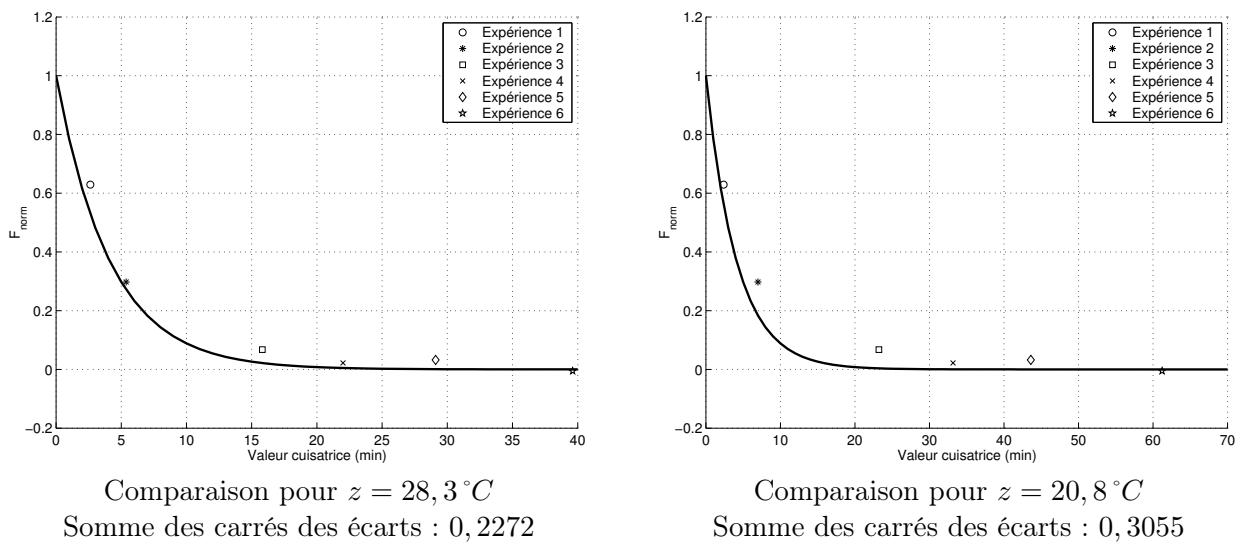 1.2
1
0.8
0.6
0.4
0.2
0
−0.2
F_norm
0 5 10 15 20 25 30 35 40
Valeur cuisatrice (min)
Expérience 1
Expérience 2
Expérience 3
Expérience 4
Expérience 5
Expérience 6
Comparaison pour z = 28, 3 °C
Somme des carrés des écarts : 0, 2272
1.2
1
0.8
0.6
0.4
0.2
0
−0.2
F_norm
0 10 20 30 40 50 60 70
Valeur cuisatrice (min)
Expérience 1
Expérience 2
Expérience 3
Expérience 4
Expérience 5
Expérience 6
Comparaison pour z = 20, 8 °C
Somme des carrés des écarts : 0, 3055